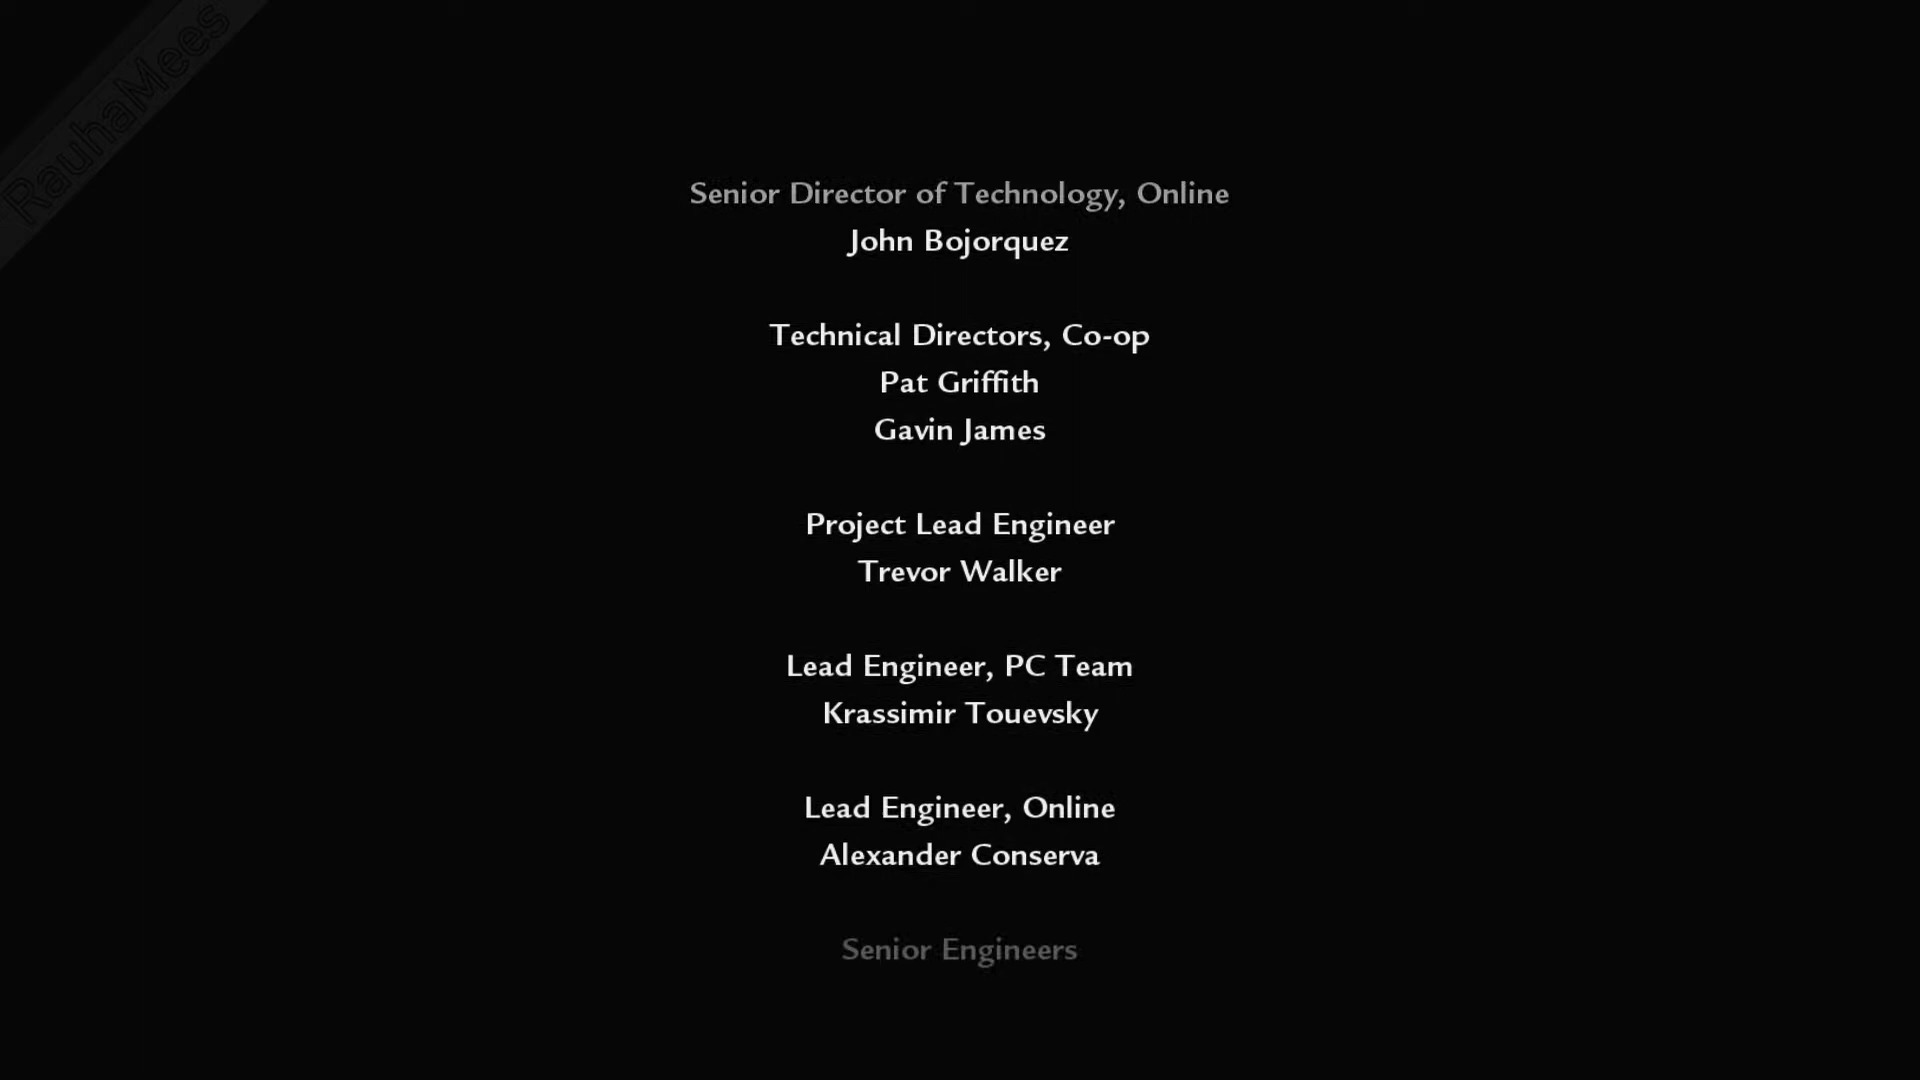 RauhaMees
Senior Director of Technology, Online
John Bojorquez
Technical Directors, Co-op
Pat Griffith
Gavin James
Project Lead Engineer
Trevor Walker
Lead Engineer, PC Team
Krassimir Touevsky
Lead Engineer, Online
Alexander Conserva
Senior Engineers